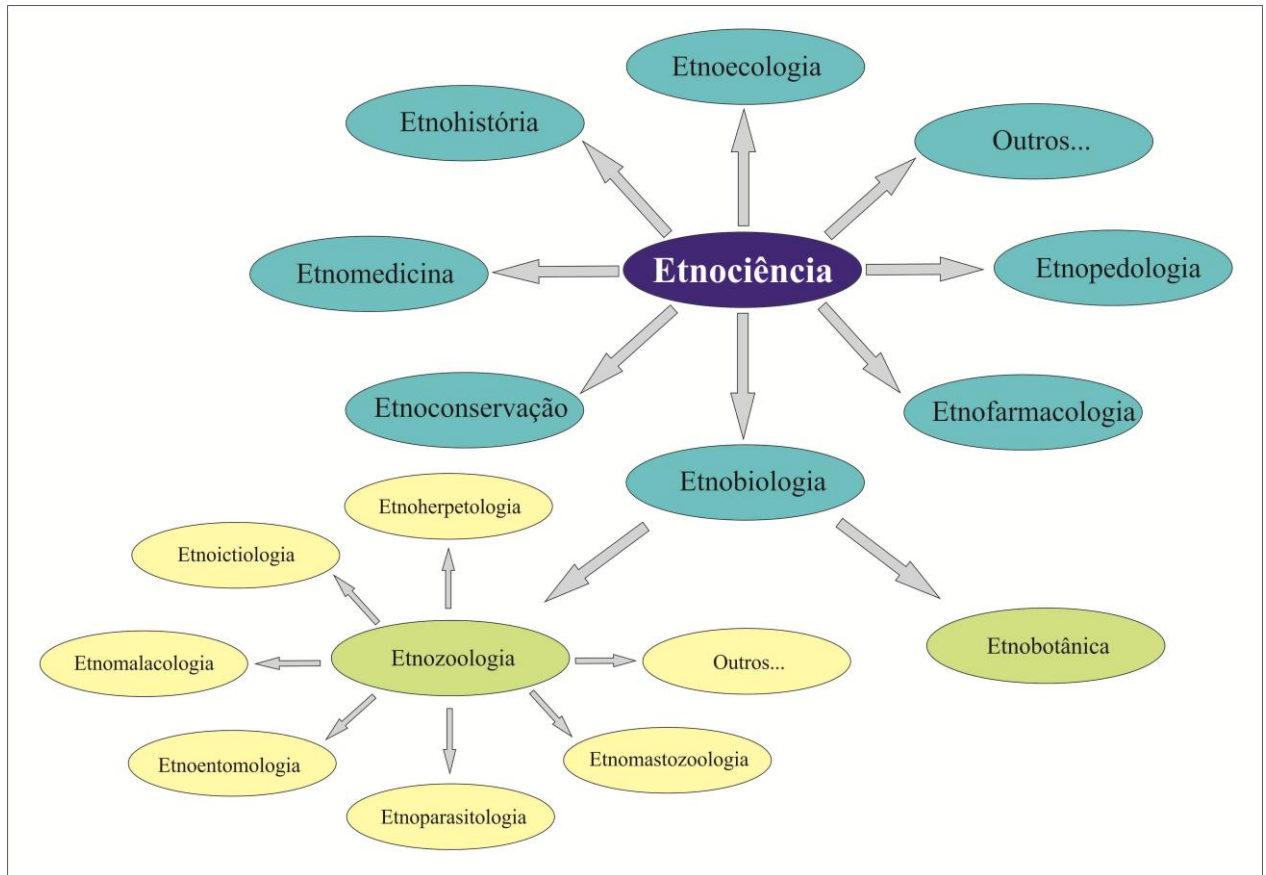 Etnoecologia
Etnohistória
Outros...
Etnociência
Etnomedicina
Etnopedologia
Etnoconservação
Etnofarmacologia
Etnobiologia
Etnoherpetologia
Etnoictiologia
Etnomalacologia
Etnozoologia
Outros...
Etnobotânica
Etnoentomologia
Etnomastozoologia
Etnoparasitologia